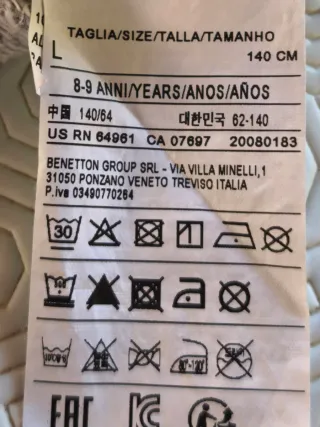 TAGLIA/SIZE/TALLA/TAMANHO
L 140 CM
8-9 ANNI/YEARS/ANOS/AÑOS
中国 140/64 대한민국 62-140
US RN 64961 CA 07697 20080183
BENETTON GROUP SRL - VIA VILLA MINELLI,1
31050 PONZANO VENETO TREVISO ITALIA
P.iva 03490770264
30
EAC